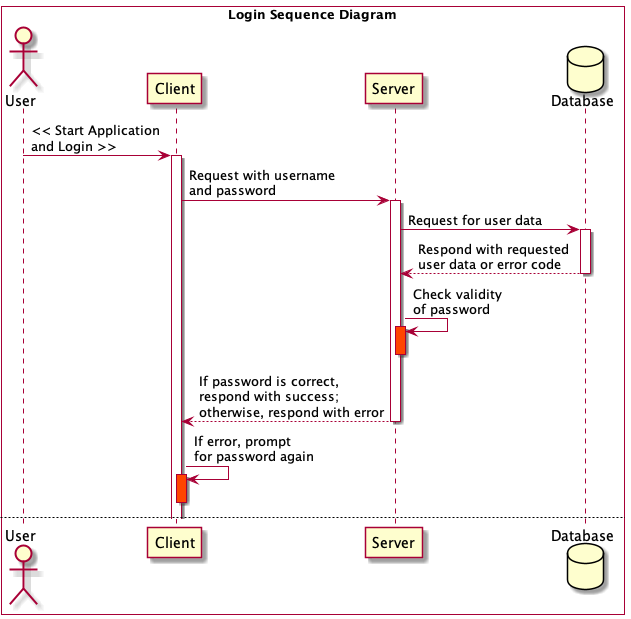 Login Sequence Diagram
User
Client
Server
Database
<< Start Application
and Login >>
Request with username
and password
Request for user data
Respond with requested
user data or error code
Check validity
of password
If password is correct,
respond with success;
otherwise, respond with error
If error, prompt
for password again
User
Client
Server
Database